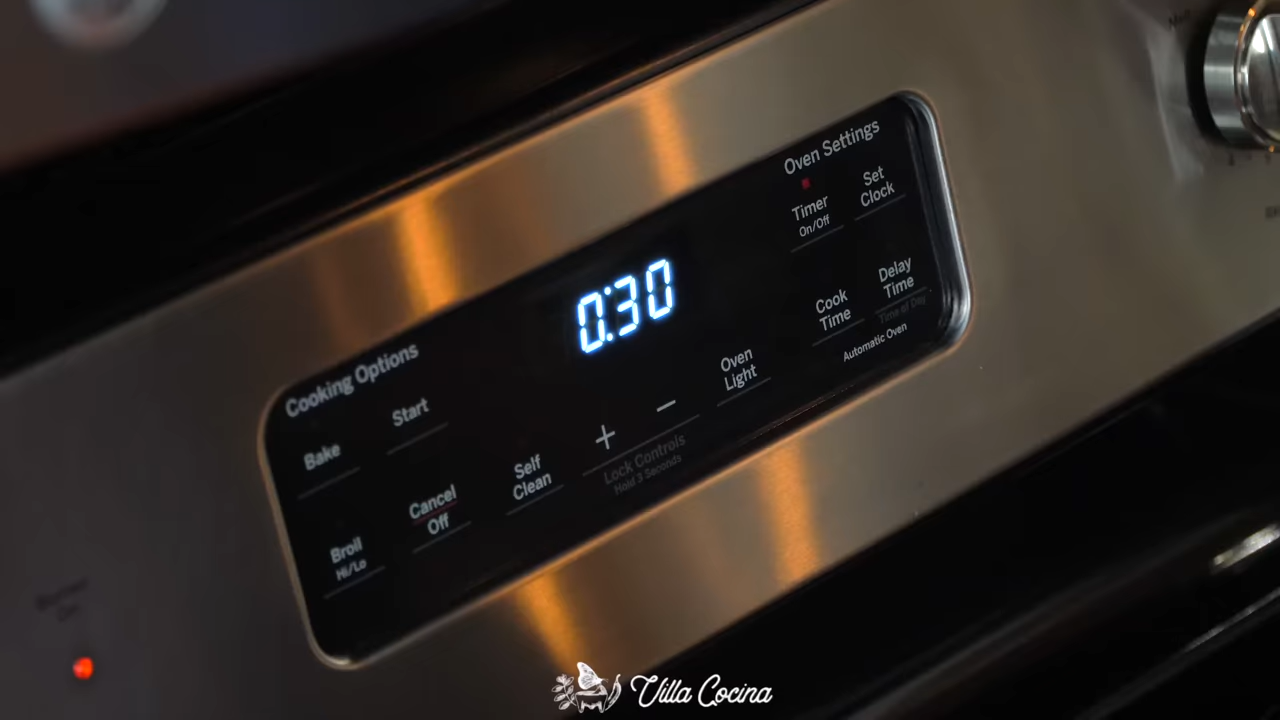 Oven Settings
Timer
On/Off
Set
Clock
0:30
Cook
Time
Delay
Time
Time of Day
Automatic Oven
Cooking Options
Bake
Start
Broil
Hi/Lo
Cancel
Off
Self
Clean
+
−
Lock Controls
Hold 3 Seconds
Oven
Light
Villa Cocina